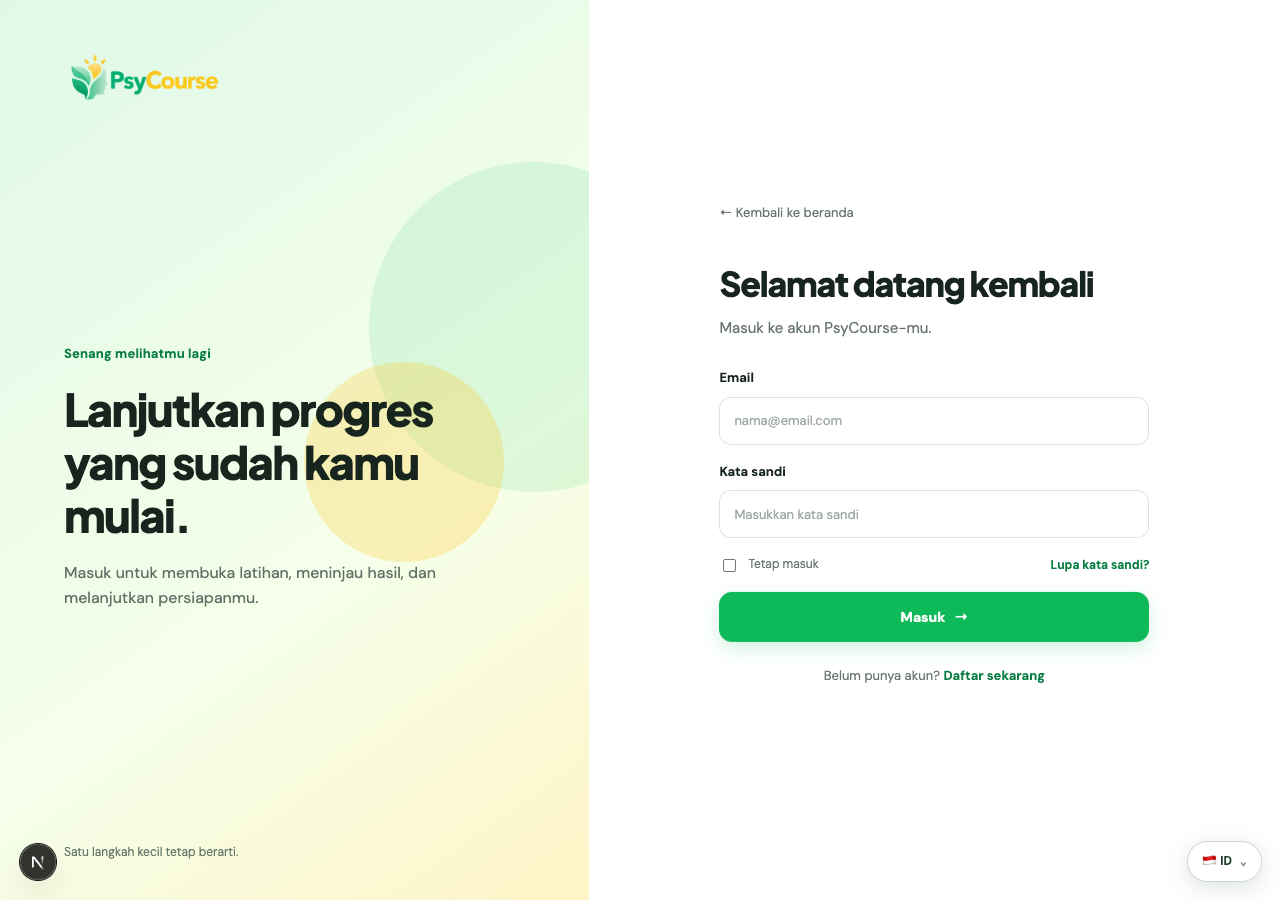 PsyCourse
Senang melihatmu lagi
Lanjutkan progres
yang sudah kamu
mulai.
Masuk untuk membuka latihan, meninjau hasil, dan
melanjutkan persiapanmu.
Satu langkah kecil tetap berarti.
N
← Kembali ke beranda
Selamat datang kembali
Masuk ke akun PsyCourse-mu.
Email
nama@email.com
Kata sandi
Masukkan kata sandi
Tetap masuk
Lupa kata sandi?
Masuk →
Belum punya akun? Daftar sekarang
ID